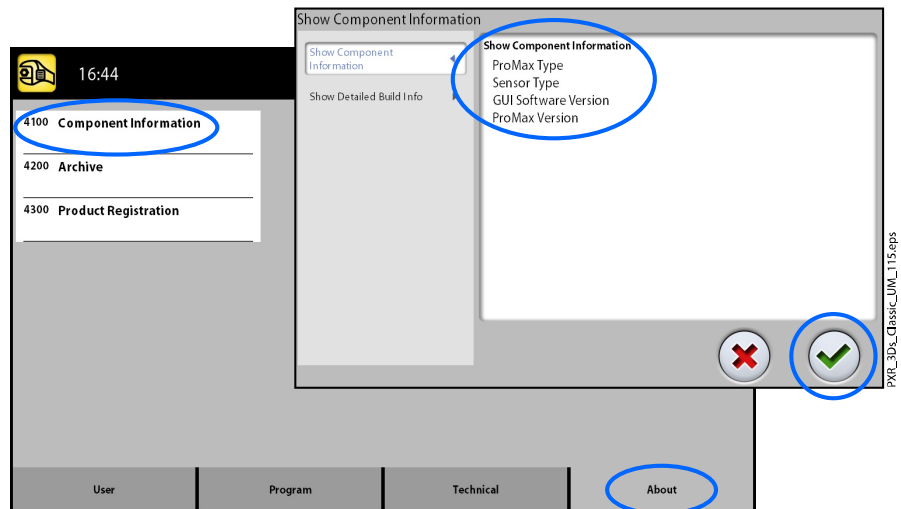 Show Component Information
Show Component
Information
Show Detailed Build Info
Show Component Information
ProMax Type
Sensor Type
GUI Software Version
ProMax Version
16:44
4100 Component Information
4200 Archive
4300 Product Registration
User
Program
Technical
About
PXR_3Ds_Classic_UM_115.eps